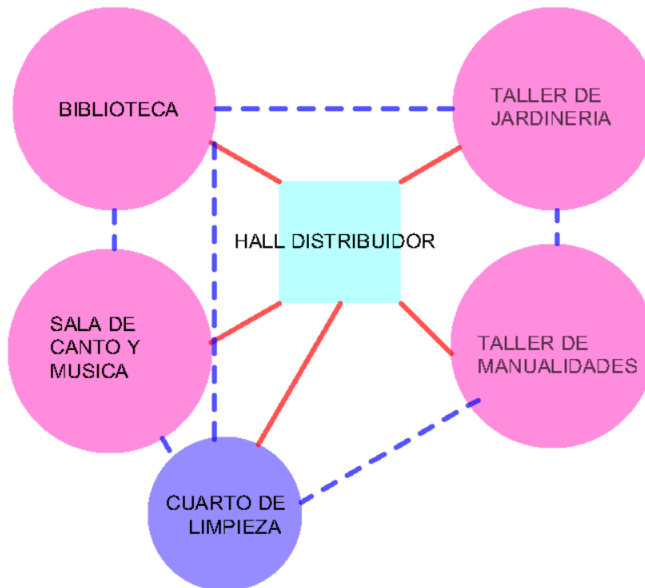 BIBLIOTECA
TALLER DE
JARDINERIA
HALL DISTRIBUIDOR
SALA DE
CANTO Y
MUSICA
TALLER DE
MANUALIDADES
CUARTO DE
LIMPIEZA